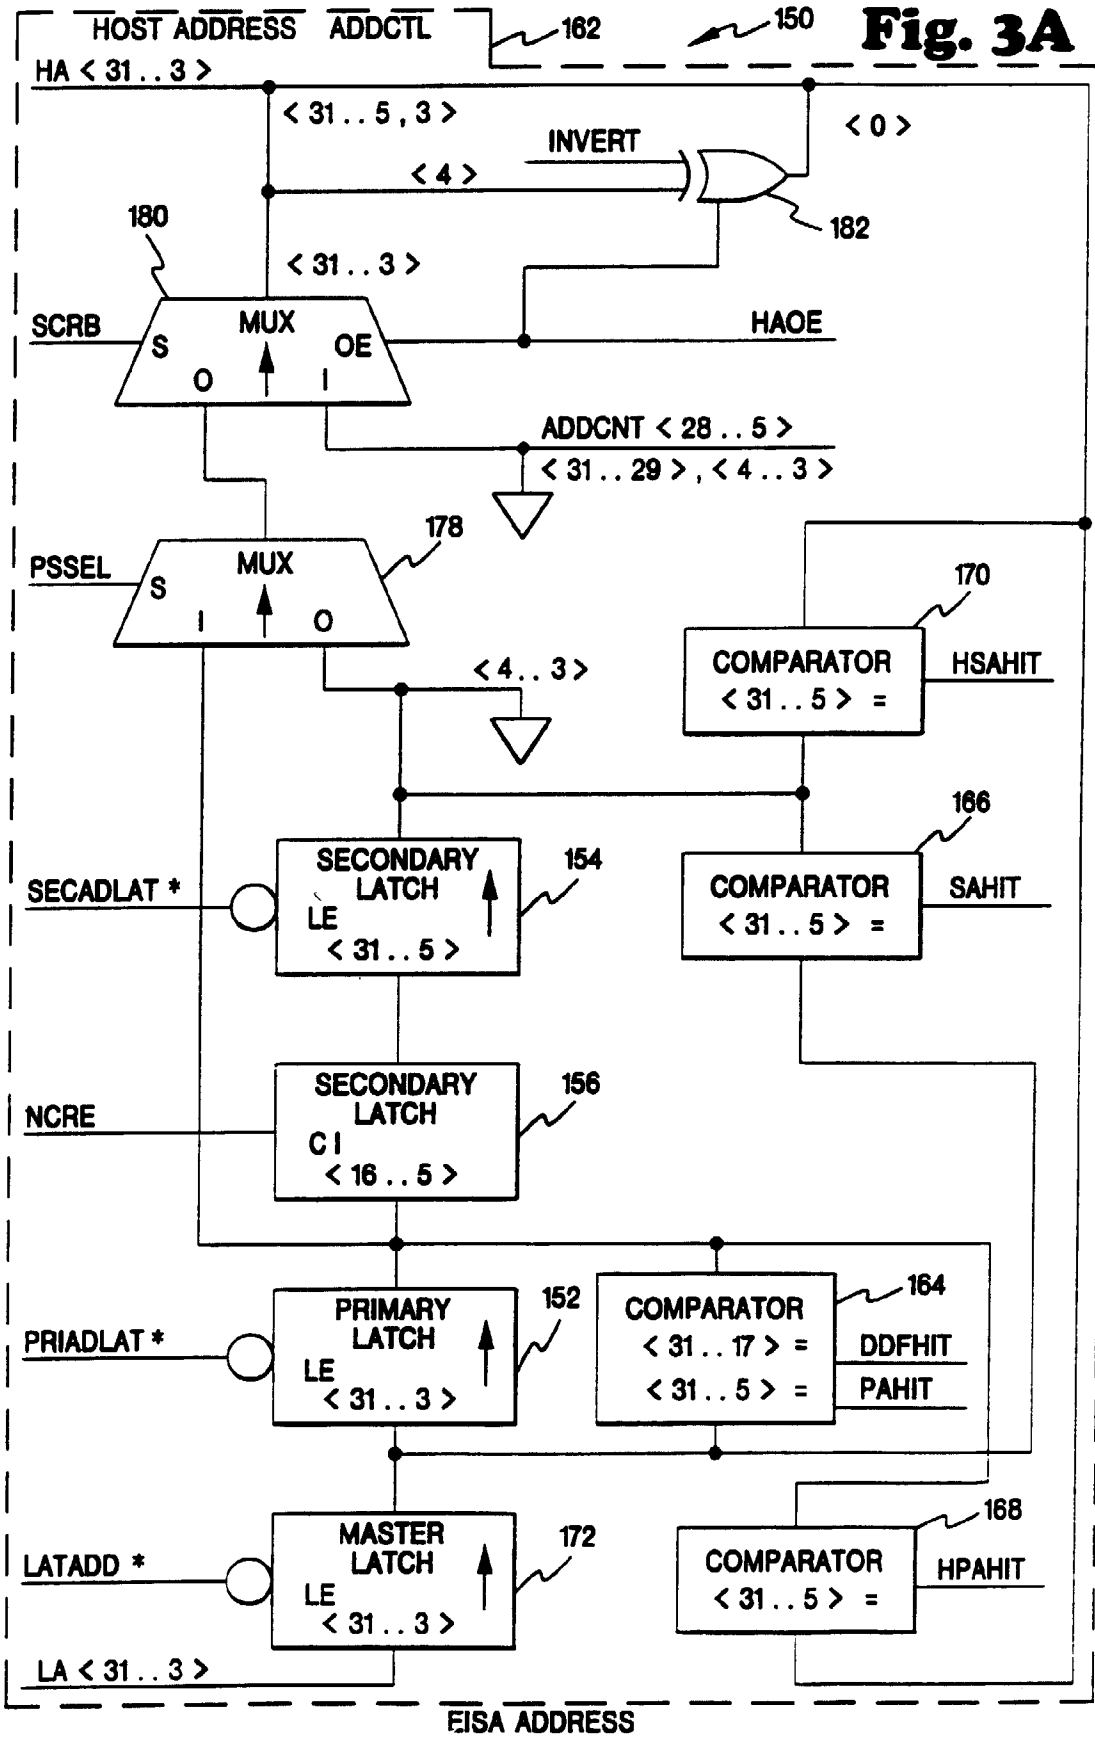 HOST ADDRESS ADDCTL
162
150
Fig. 3A
HA < 31 . . 3 >
< 31 . . 5 , 3 >
< 0 >
INVERT
< 4 >
182
180
< 31 . . 3 >
SCRB
S
MUX
OE
HAOE
O
I
ADDCNT < 28 . . 5 >
< 31 . . 29 > , < 4 . . 3 >
178
PSSEL
S
MUX
I
O
170
COMPARATOR
< 31 . . 5 > =
HSAHIT
< 4 . . 3 >
166
COMPARATOR
< 31 . . 5 > =
SAHIT
SECADLAT *
SECONDARY
LATCH
LE
< 31 . . 5 >
154
NCRE
SECONDARY
LATCH
C I
< 16 . . 5 >
156
PRIADLAT *
PRIMARY
LATCH
LE
< 31 . . 3 >
152
COMPARATOR
< 31 . . 17 > =
< 31 . . 5 > =
164
DDFHIT
PAHIT
LATADD *
MASTER
LATCH
LE
< 31 . . 3 >
172
168
COMPARATOR
< 31 . . 5 > =
HPAHIT
LA < 31 . . 3 >
EISA ADDRESS